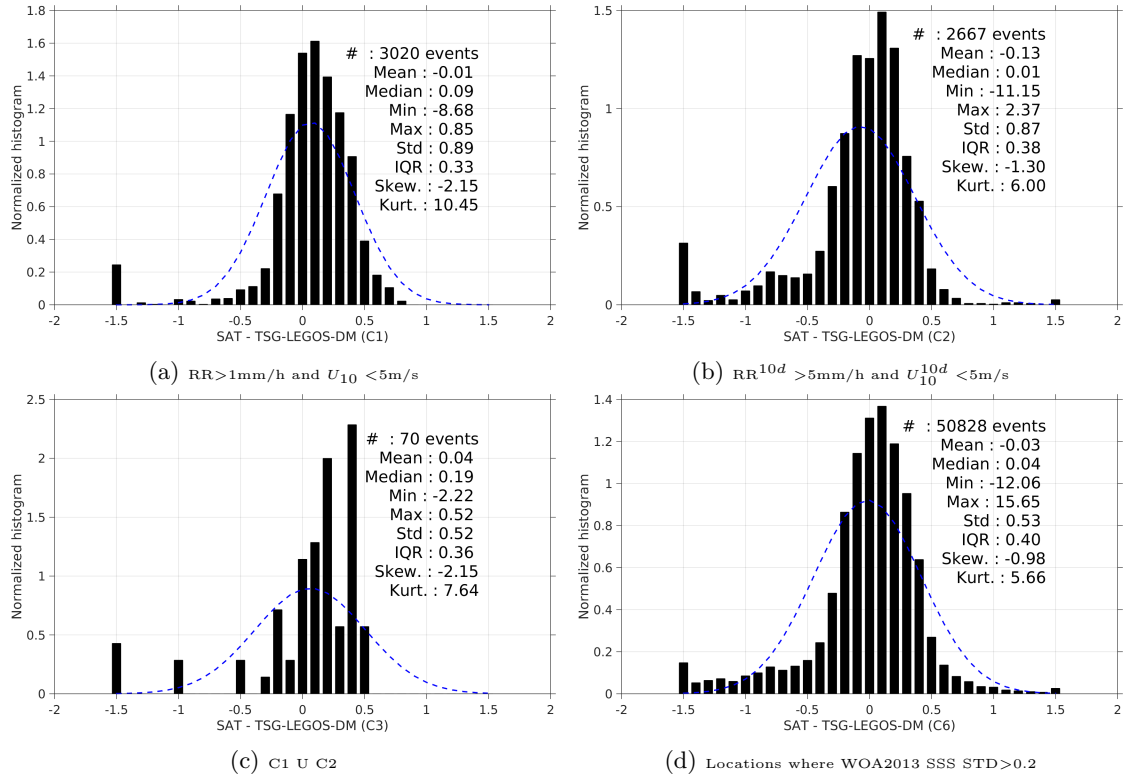 1.8
1.6
1.4
1.2
1
0.8
0.6
0.4
0.2
0
Normalized histogram
# : 3020 events
Mean : -0.01
Median : 0.09
Min : -8.68
Max : 0.85
Std : 0.89
IQR : 0.33
Skew. : -2.15
Kurt. : 10.45
-2 -1.5 -1 -0.5 0 0.5 1 1.5 2
SAT - TSG-LEGOS-DM (C1)
(a) RR>1mm/h and U10 <5m/s
1.5
1
0.5
0
Normalized histogram
# : 2667 events
Mean : -0.13
Median : 0.01
Min : -11.15
Max : 2.37
Std : 0.87
IQR : 0.38
Skew. : -1.30
Kurt. : 6.00
-2 -1.5 -1 -0.5 0 0.5 1 1.5 2
SAT - TSG-LEGOS-DM (C2)
(b) RR10d >5mm/h and U10d10 <5m/s
2.5
2
1.5
1
0.5
0
Normalized histogram
# : 70 events
Mean : 0.04
Median : 0.19
Min : -2.22
Max : 0.52
Std : 0.52
IQR : 0.36
Skew. : -2.15
Kurt. : 7.64
-2 -1.5 -1 -0.5 0 0.5 1 1.5 2
SAT - TSG-LEGOS-DM (C3)
(c) C1 U C2
1.4
1.2
1
0.8
0.6
0.4
0.2
0
Normalized histogram
# : 50828 events
Mean : -0.03
Median : 0.04
Min : -12.06
Max : 15.65
Std : 0.53
IQR : 0.40
Skew. : -0.98
Kurt. : 5.66
-2 -1.5 -1 -0.5 0 0.5 1 1.5 2
SAT - TSG-LEGOS-DM (C6)
(d) Locations where WOA2013 SSS STD>0.2